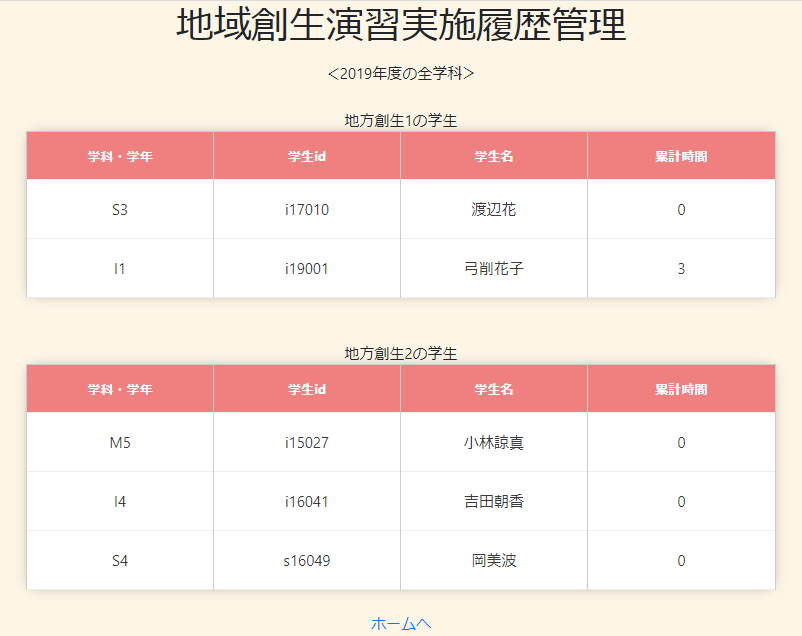 地域創生演習実施履歴管理
＜2019年度の全学科＞
地方創生1の学生
学科・学年 学生id 学生名 累計時間
S3 i17010 渡辺花 0
I1 i19001 弓削花子 3
地方創生2の学生
学科・学年 学生id 学生名 累計時間
M5 i15027 小林諒真 0
I4 i16041 吉田朝香 0
S4 s16049 岡美波 0
ホームへ